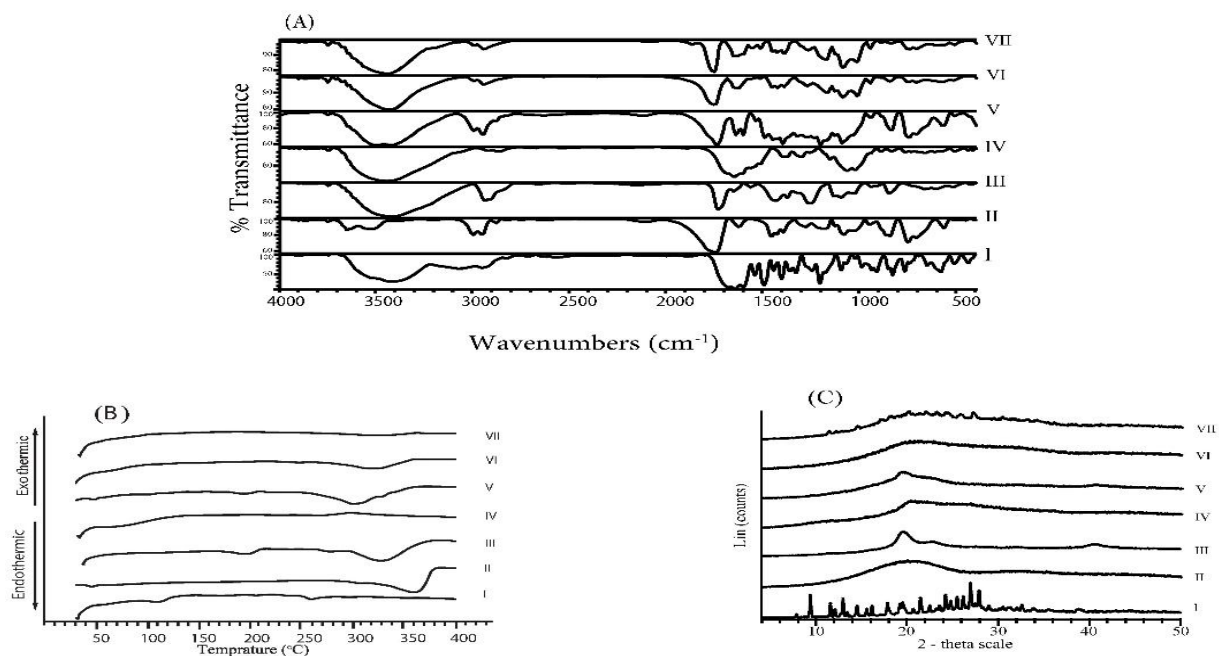 (A)
% Transmittance
VII
VI
V
IV
III
II
I
4000 3500 3000 2500 2000 1500 1000 500
Wavenumbers (cm⁻¹)
(B)
Exothermic
Endothermic
VII
VI
V
IV
III
II
I
50 100 150 200 250 300 350 400
Temprature (°C)
(C)
Lin (counts)
VII
VI
V
IV
III
II
I
10 20 30 40 50
2 - theta scale